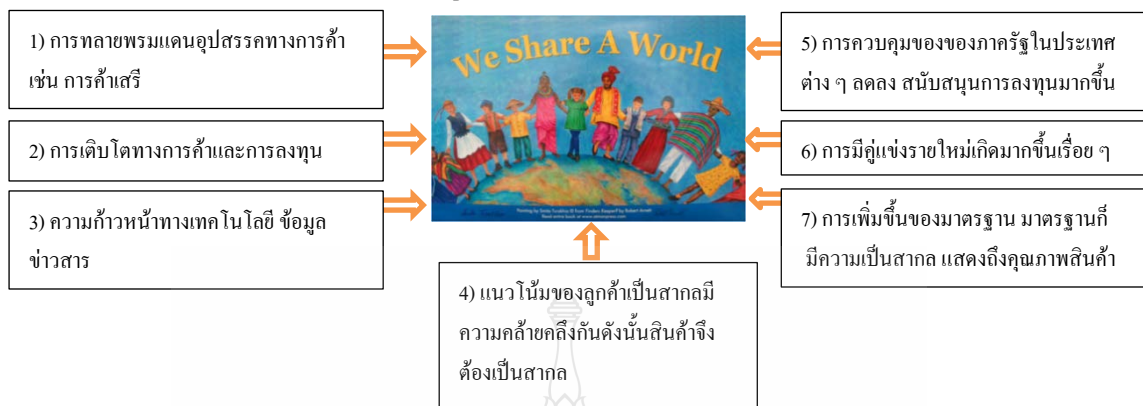 1) การทลายพรมแดนอุปสรรคทางการค้า
เช่น การค้าเสรี
2) การเติบโตทางการค้าและการลงทุน
3) ความก้าวหน้าทางเทคโนโลยี ข้อมูล
ข่าวสาร
We Share A World
4) แนวโน้มของลูกค้าเป็นสากลมี
ความคล้ายคลึงกันดังนั้นสินค้าจึง
ต้องเป็นสากล
5) การควบคุมของของภาครัฐในประเทศ
ต่าง ๆ ลดลง สนับสนุนการลงทุนมากขึ้น
6) การมีคู่แข่งรายใหม่เกิดมากขึ้นเรื่อย ๆ
7) การเพิ่มขึ้นของมาตรฐาน มาตรฐานก็
มีความเป็นสากล แสดงถึงคุณภาพสินค้า